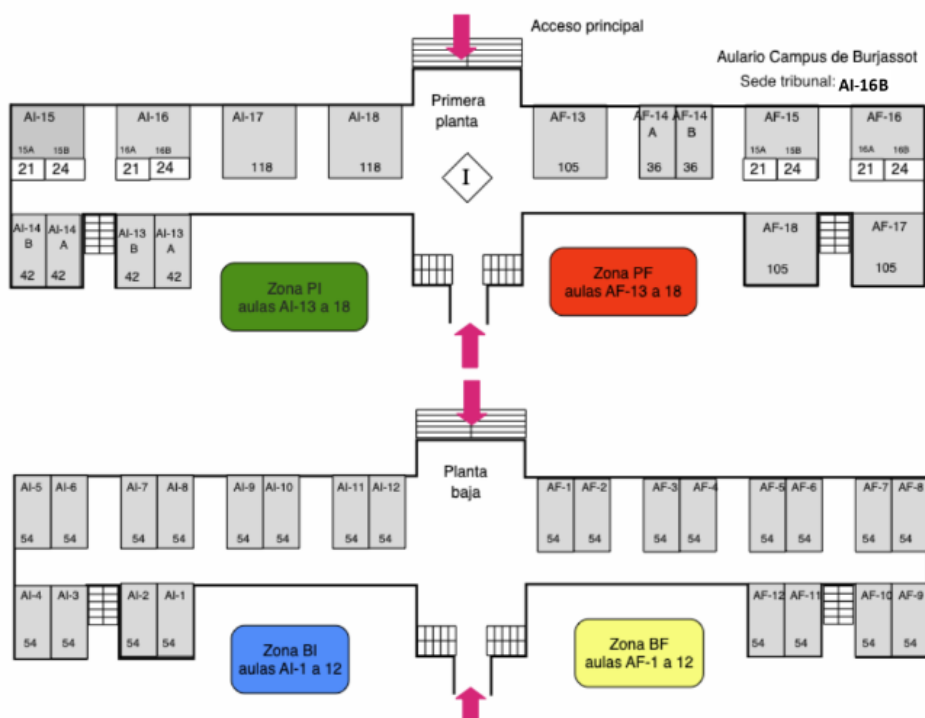 Acceso principal
Aulario Campus de Burjassot
Sede tribunal: AI-16B
Primera
planta
I
AI-15
15A 15B
21 24
AI-16
16A 16B
21 24
AI-17
118
AI-18
118
AF-13
105
AF-14
A
36
AF-14
B
36
AF-15
15A 15B
21 24
AF-16
16A 16B
21 24
AI-14
B
42
AI-14
A
42
AI-13
B
42
AI-13
A
42
AF-18
105
AF-17
105
Zona PI
aulas AI-13 a 18
Zona PF
aulas AF-13 a 18
Planta
baja
AI-5 AI-6
54 54
AI-7 AI-8
54 54
AI-9 AI-10
54 54
AI-11 AI-12
54 54
AF-1 AF-2
54 54
AF-3 AF-4
54 54
AF-5 AF-6
54 54
AF-7 AF-8
54 54
AI-4 AI-3
54 54
AI-2 AI-1
54 54
AF-12 AF-11
54 54
AF-10 AF-9
54 54
Zona BI
aulas AI-1 a 12
Zona BF
aulas AF-1 a 12